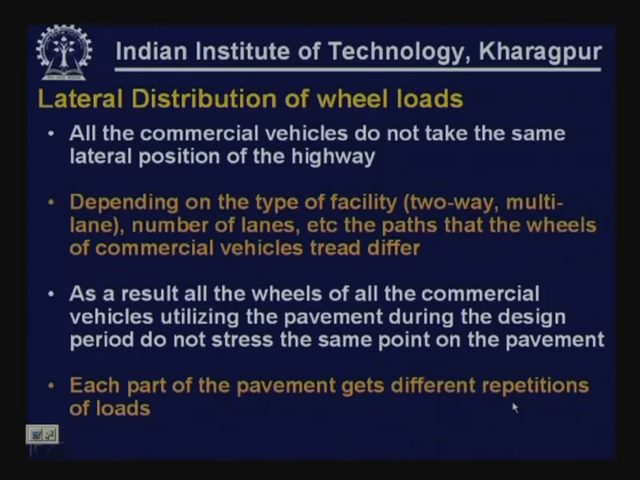 Indian Institute of Technology, Kharagpur
Lateral Distribution of wheel loads
• All the commercial vehicles do not take the same
lateral position of the highway
• Depending on the type of facility (two-way, multi-
lane), number of lanes, etc the paths that the wheels
of commercial vehicles tread differ
• As a result all the wheels of all the commercial
vehicles utilizing the pavement during the design
period do not stress the same point on the pavement
• Each part of the pavement gets different repetitions
of loads